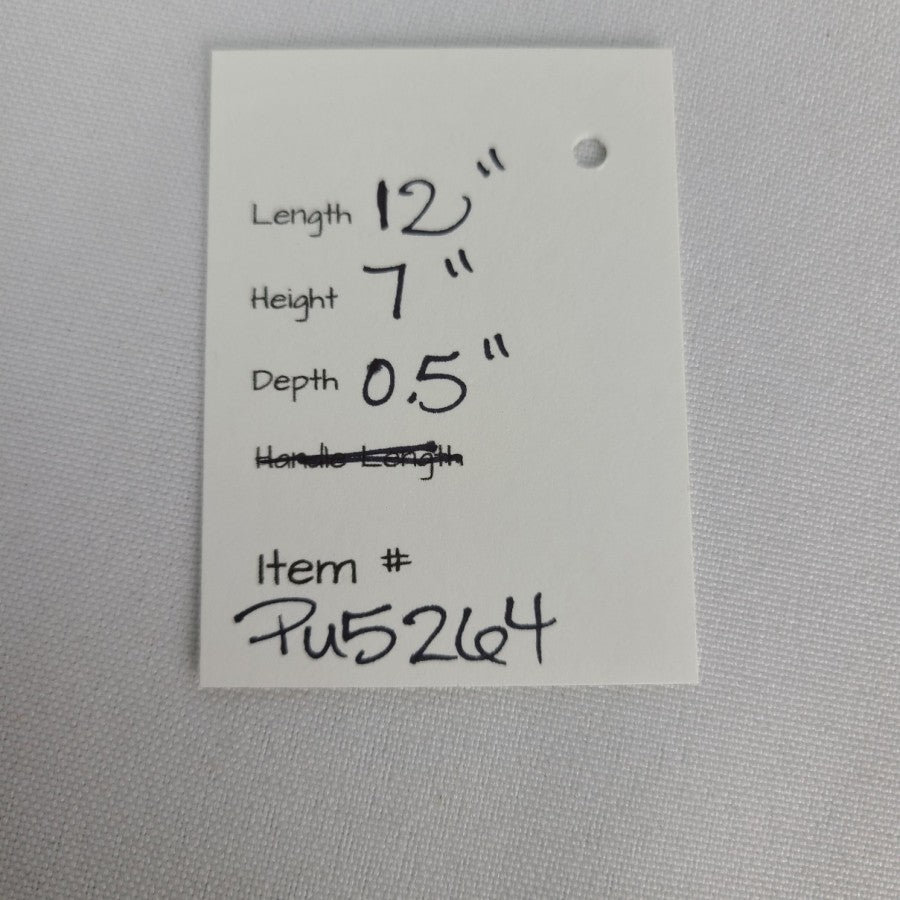 Length 12"
Height 7"
Depth 0.5"
Handle Length
Item #
Pu5264